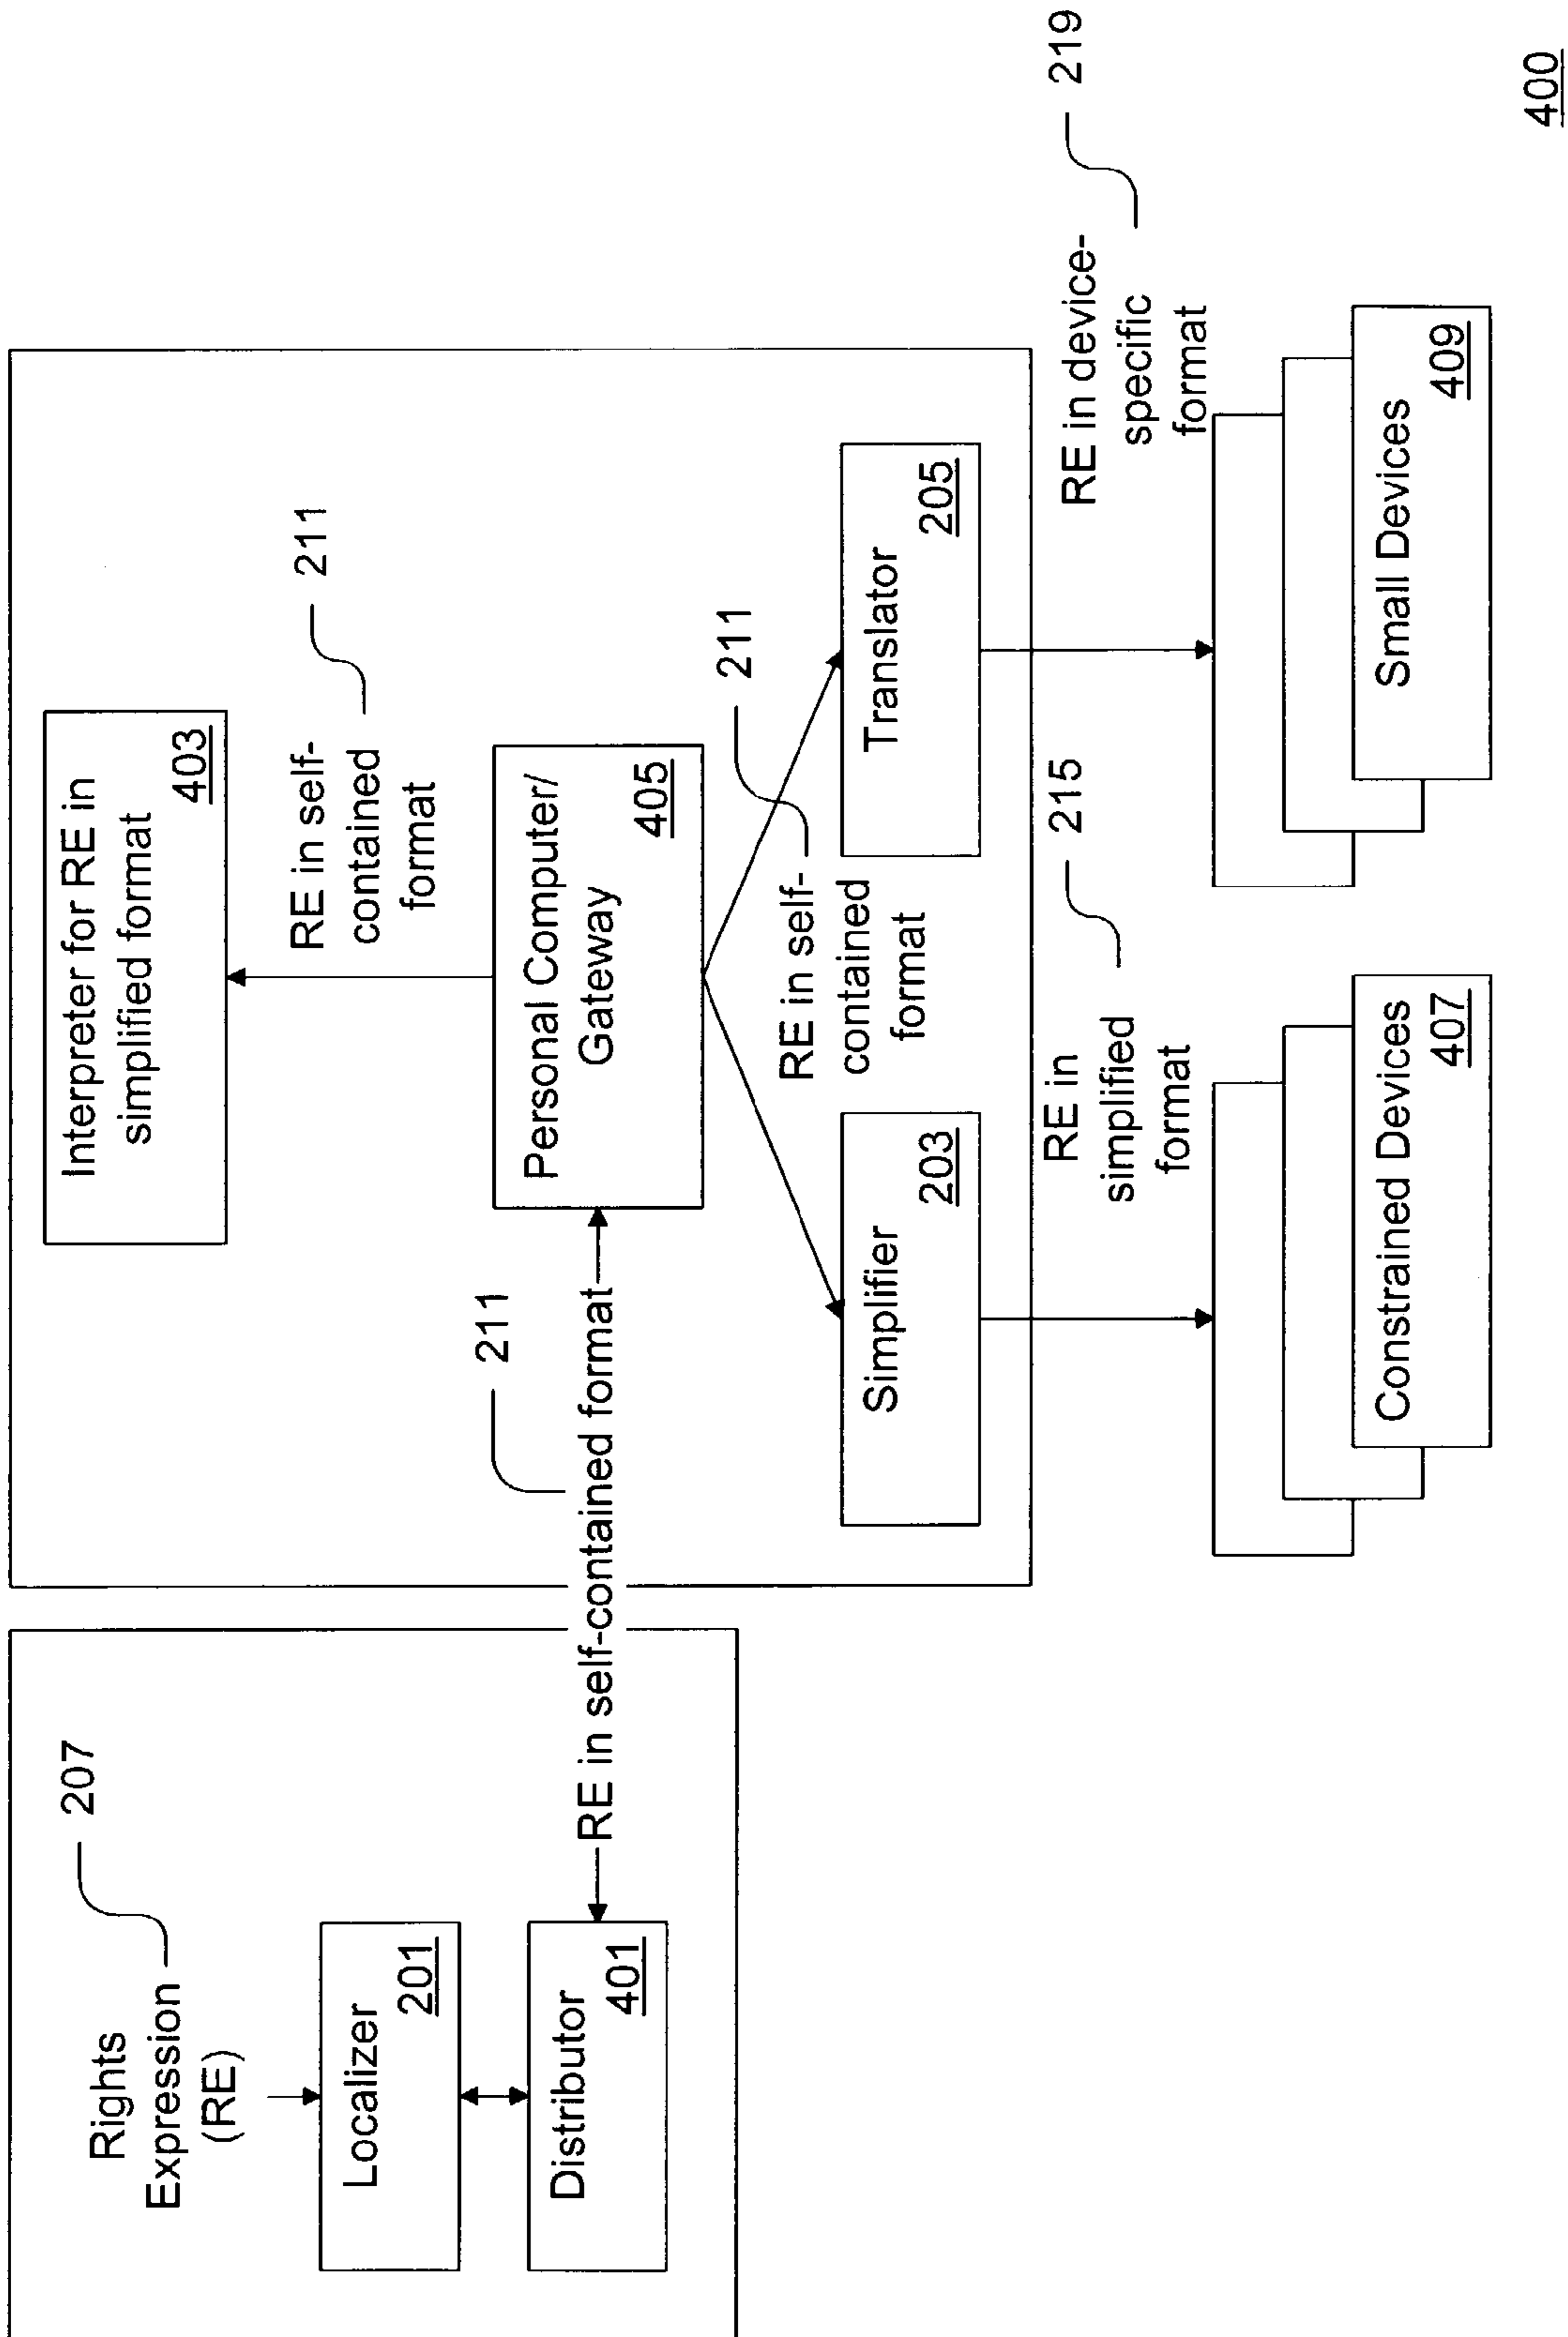 Rights
Expression
(RE)
207
Localizer
201
Distributor
401
RE in self-contained format
211
Interpreter for RE in
simplified format
403
RE in self-
contained
format
211
Personal Computer/
Gateway
405
RE in self-
contained
format
211
Simplifier
203
Translator
205
RE in
simplified
format
215
RE in device-
specific
format
219
Constrained Devices
407
Small Devices
409
400